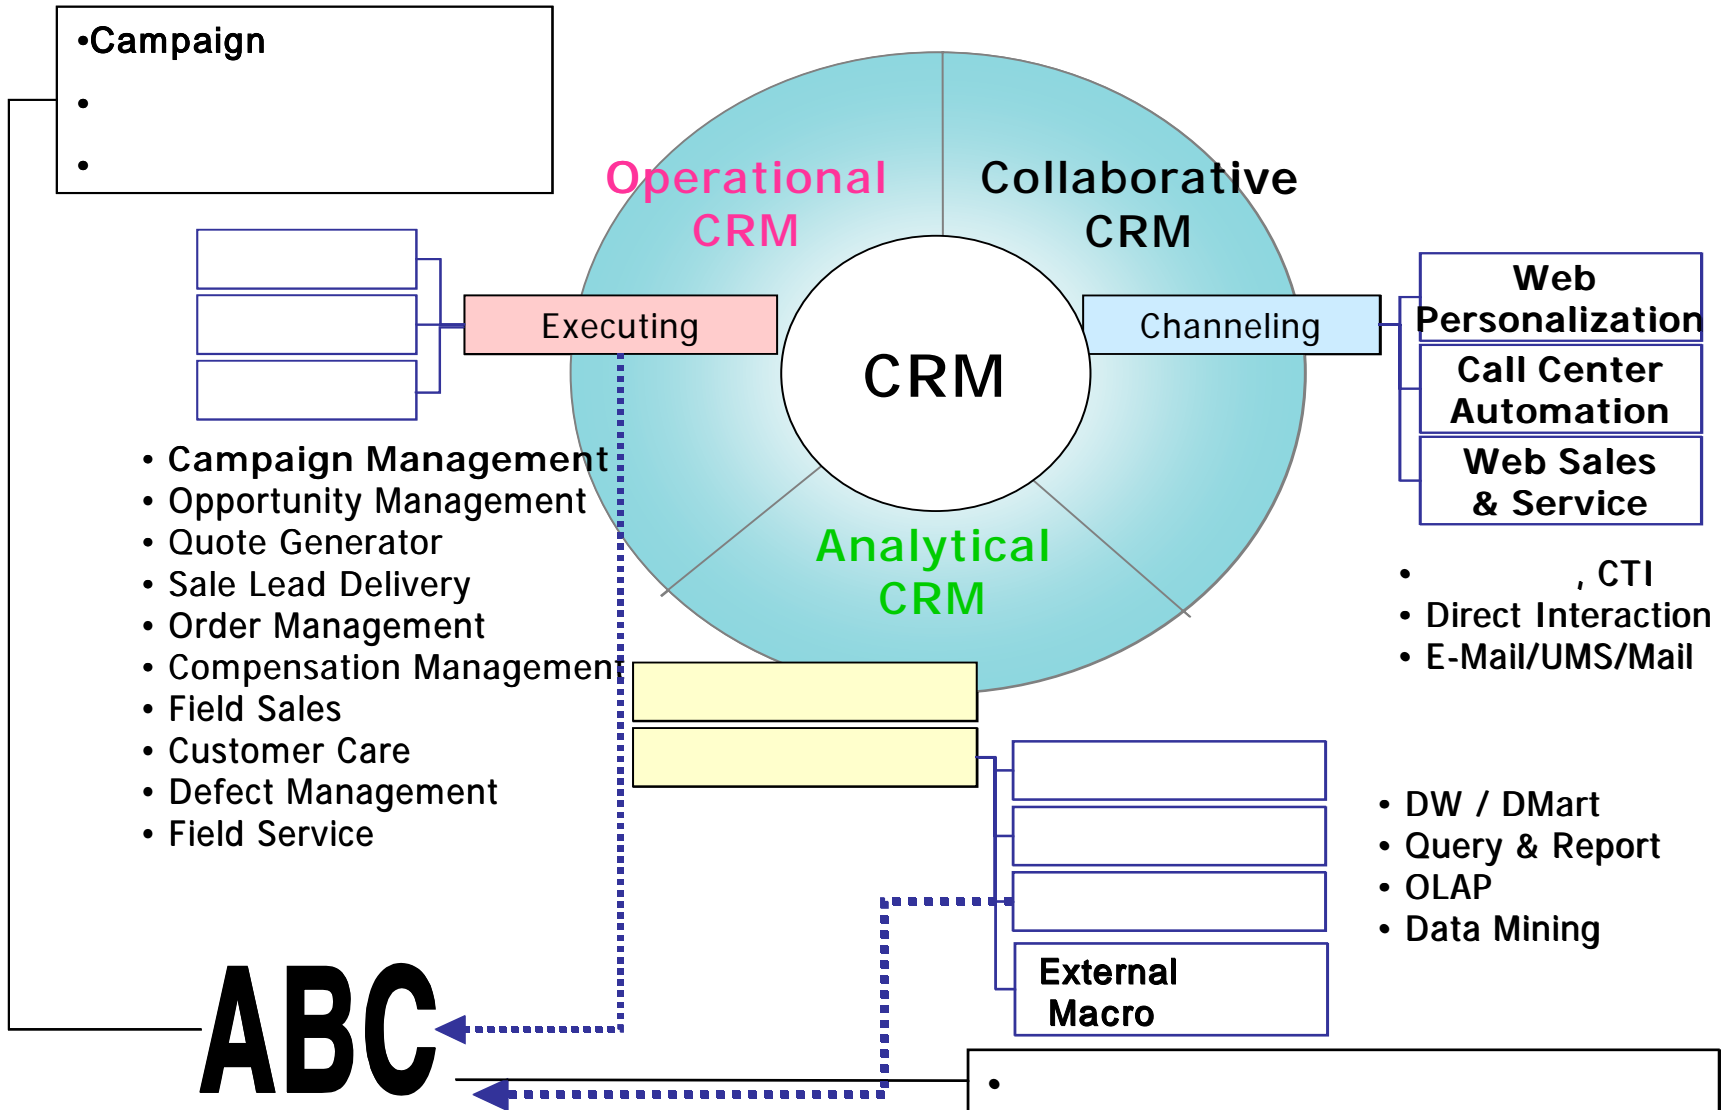 •Campaign
•
•
Operational
CRM
Collaborative
CRM
Executing
Channeling
CRM
Web
Personalization
Call Center
Automation
Web Sales
& Service
• Campaign Management
• Opportunity Management
• Quote Generator
• Sale Lead Delivery
• Order Management
• Compensation Management
• Field Sales
• Customer Care
• Defect Management
• Field Service
Analytical
CRM
• , CTI
• Direct Interaction
• E-Mail/UMS/Mail
• DW / DMart
• Query & Report
• OLAP
• Data Mining
External
Macro
ABC
•